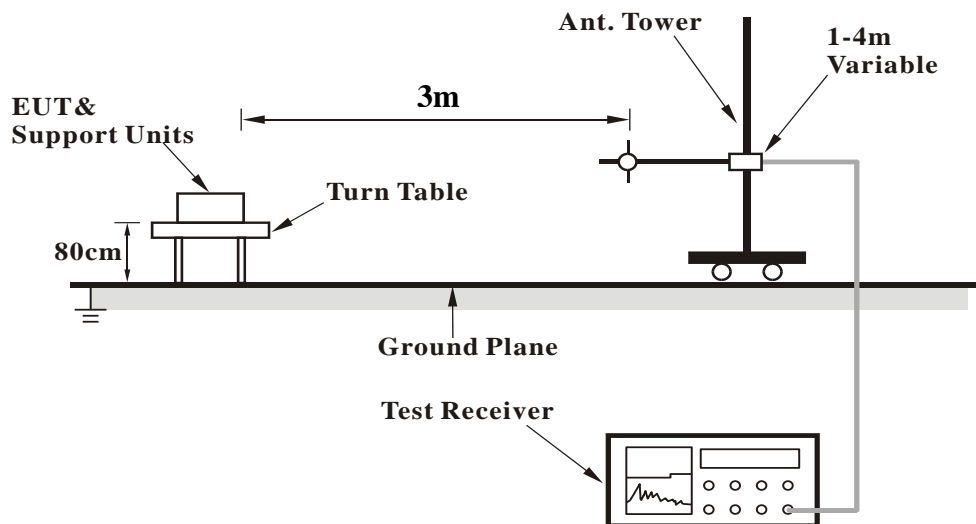 Ant. Tower
1-4m
Variable
3m
EUT&
Support Units
Turn Table
80cm
Ground Plane
Test Receiver